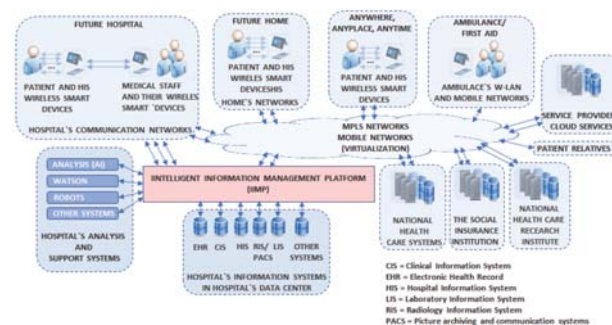 FUTURE HOSPITAL
PATIENT AND HIS
WIRELESS SMART
DEVICES
MEDICAL STAFF
AND THEIR WIRELES
SMART ˇDEVICES
HOSPITAL'S COMMUNICATION NETWORKS
FUTURE HOME
PATIENT AND HIS
WIRELES SMART
DEVICESHIS
HOME'S NETWORKS
ANYWHERE,
ANYPLACE, ANYTIME
PATIENT AND HIS
WIRELES SMART
DEVICES
AMBULANCE/
FIRST AID
AMBULACE'S W-LAN
AND MOBILE NETWORKS
SERVICE PROVIDER
CLOUD SERVICES
PATIENT RELATIVES
MPLS NETWORKS
MOBILE NETWORKS
(VIRTUALIZATION)
ANALYSIS (AI)
WATSON
ROBOTS
OTHER SYSTEMS
HOSPITAL'S ANALYSIS
AND
SUPPORT SYSTEMS
IINTELLIGENT INFORMATION MANAGEMENT PLATFORM
(IIMP)
EHR
CIS
HIS
RIS/
PACS
LIS
OTHER
SYSTEMS
HOSPITAL'S INFORMATION SYSTEMS
IN HOSPITAL'S DATA CENTER
NATIONAL
HEALTH
CARE SYSTEMS
THE SOCIAL
INSURANCE
INSTITUTION
NATIONAL
HEALTH CARE
RECEARCH
INSTITUTE
CIS = Clinical Information System
EHR = Electronic Health Record
HIS = Hospital Information System
LIS = Laboratory Information System
RIS = Radiology Information System
PACS = Picture archiving and communication systems